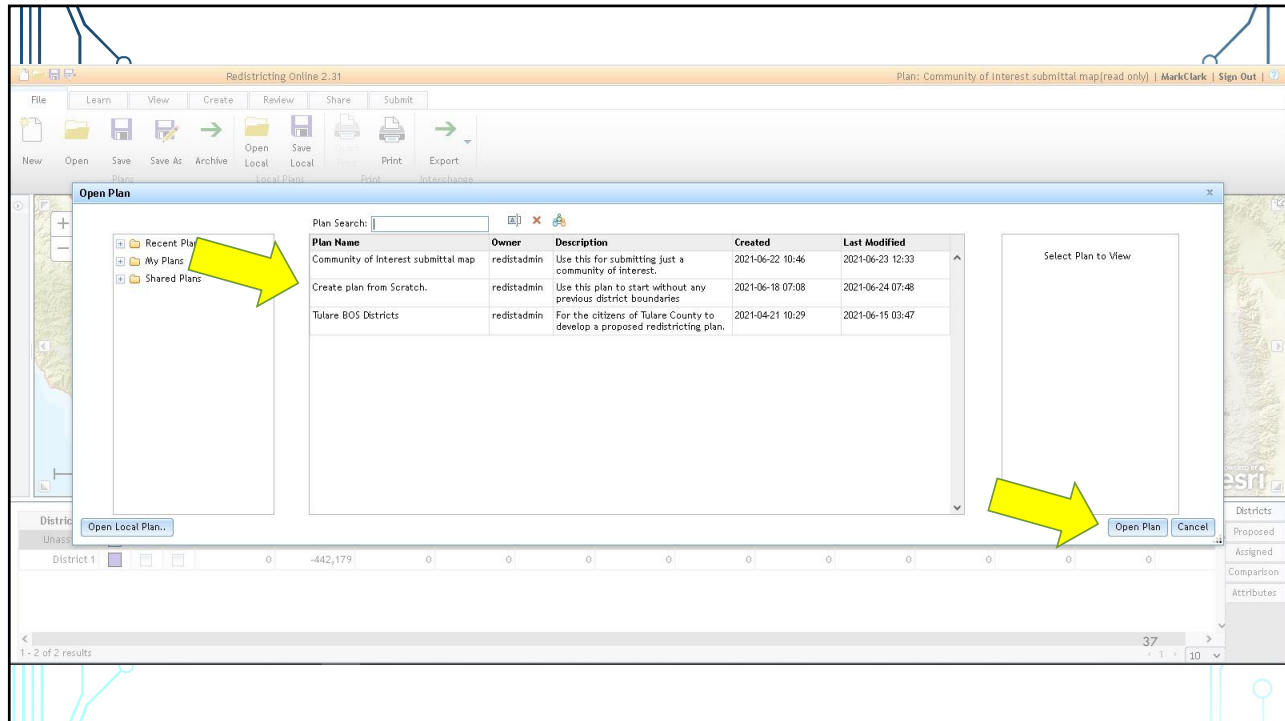 Redistricting Online 2.31
Plan: Community of Interest submittal map(read only) | MarkClark | Sign Out |
File Learn View Create Review Share Submit
New Open Save Save As Archive Open Local Save Local Print Export
Plans Local Plans Print Interchange
Open Plan
Plan Search:
Recent Pla
My Plans
Shared Plans
Plan Name Owner Description Created Last Modified
Community of Interest submittal map redistadmin Use this for submitting just a 2021-06-22 10:46 2021-06-23 12:33
community of interest.
Create plan from Scratch. redistadmin Use this plan to start without any 2021-06-18 07:08 2021-06-24 07:48
previous district boundaries
Tulare BOS Districts redistadmin For the citizens of Tulare County to 2021-04-21 10:29 2021-06-15 03:47
develop a proposed redistricting plan.
Select Plan to View
esri
Open Local Plan.. Open Plan Cancel
Distric
Unass
District 1 0 -442,179 0 0 0 0 0 0 0 0 0
Districts
Proposed
Assigned
Comparison
Attributes
37
1 - 2 of 2 results
1 10